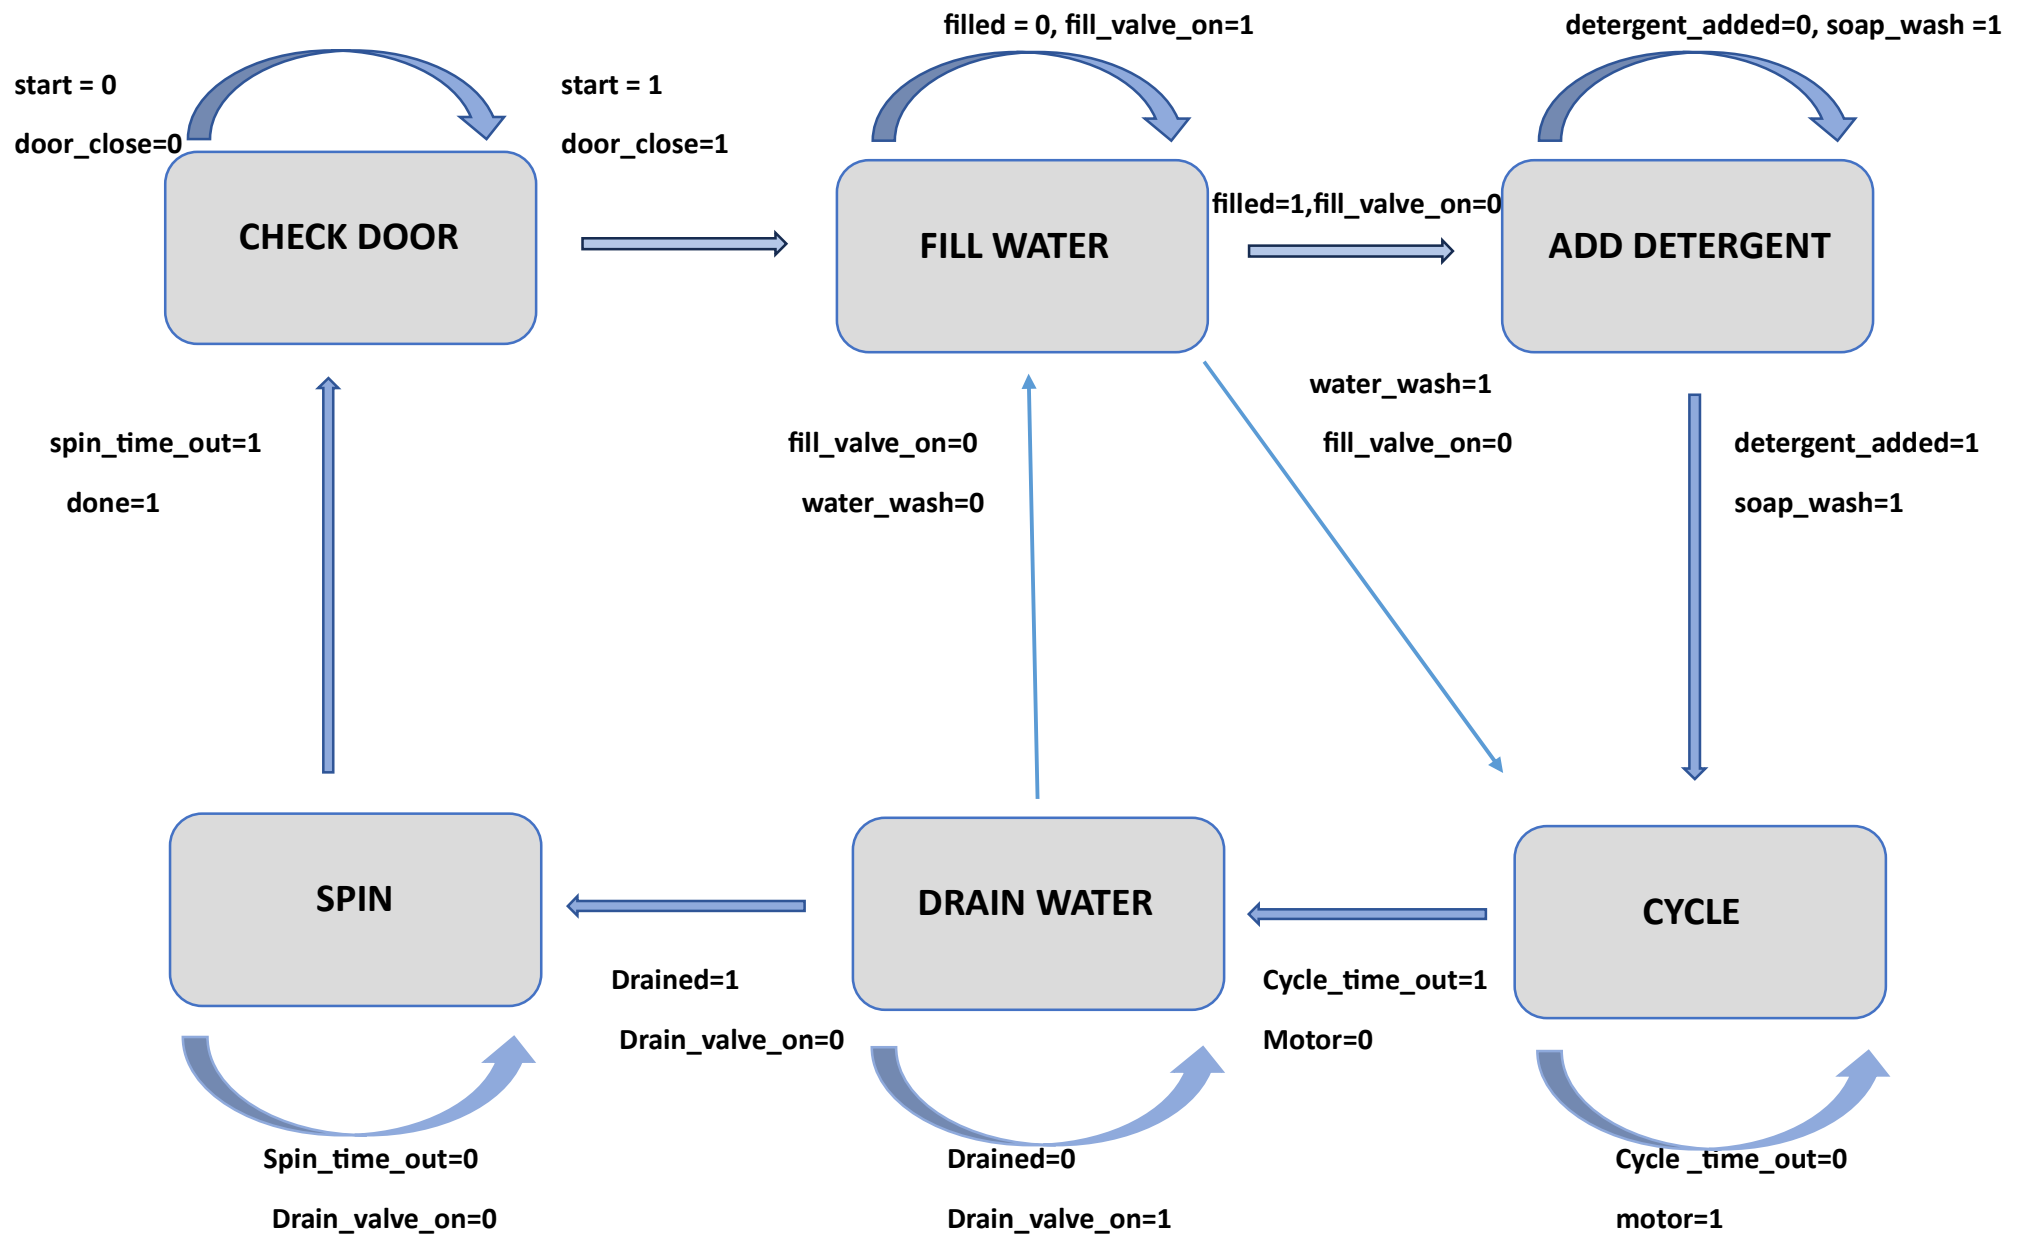 filled = 0, fill_valve_on=1
detergent_added=0, soap_wash =1
start = 0
door_close=0
start = 1
door_close=1
CHECK DOOR
FILL WATER
filled=1,fill_valve_on=0
ADD DETERGENT
spin_time_out=1
done=1
fill_valve_on=0
water_wash=0
water_wash=1
fill_valve_on=0
detergent_added=1
soap_wash=1
SPIN
DRAIN WATER
CYCLE
Drained=1
Drain_valve_on=0
Cycle_time_out=1
Motor=0
Spin_time_out=0
Drain_valve_on=0
Drained=0
Drain_valve_on=1
Cycle _time_out=0
motor=1